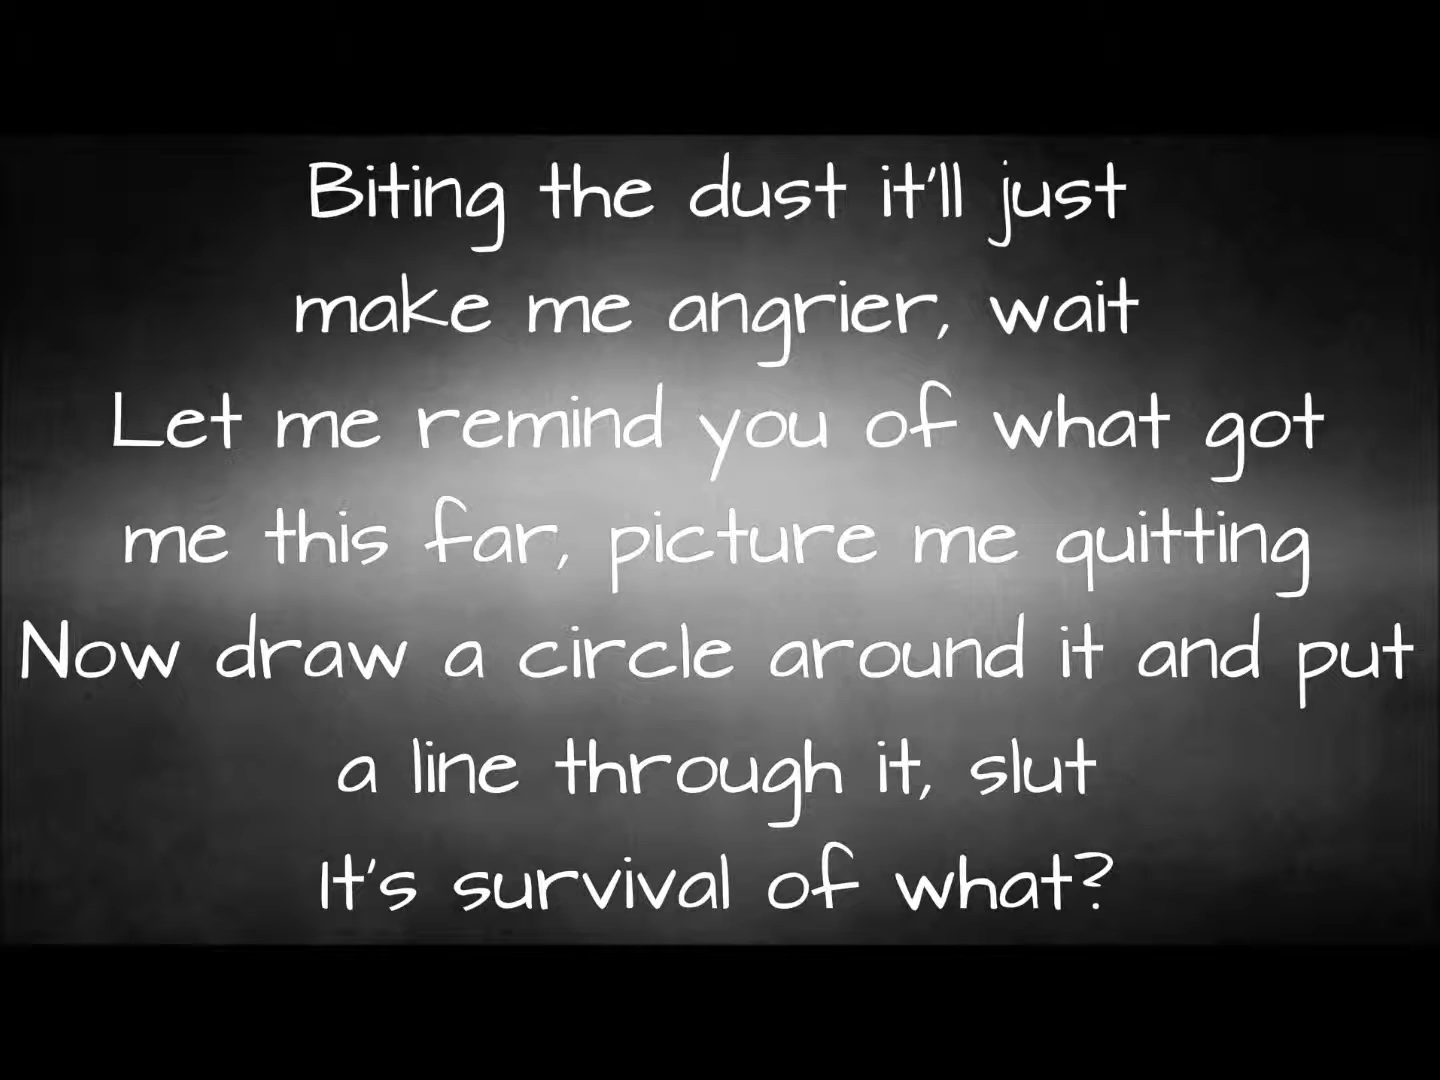 Biting the dust it'll just
make me angrier, wait
Let me remind you of what got
me this far, picture me quitting
Now draw a circle around it and put
a line through it, slut
It's survival of what?